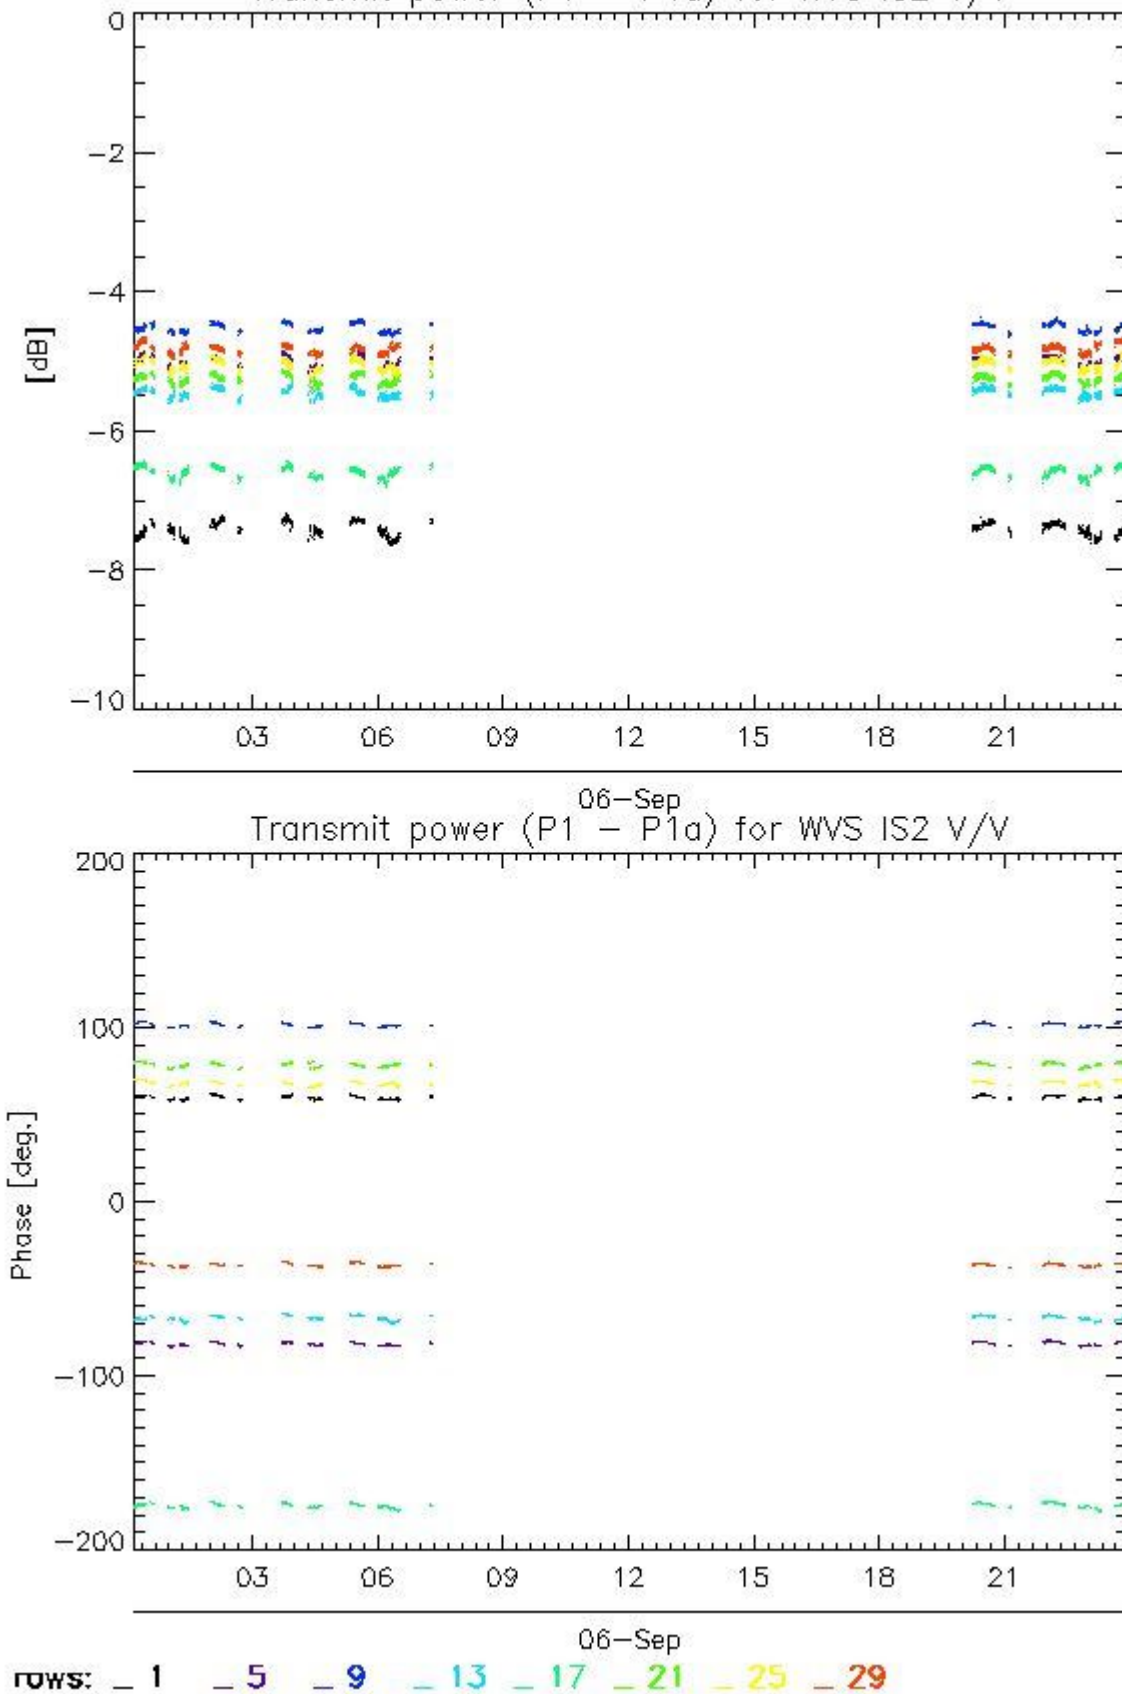 0
−2
−4
[dB]
−6
−8
−10
03 06 09 12 15 18 21
06−Sep
Transmit power (P1 − P1a) for WVS IS2 V/V
200
100
0
Phase [deg.]
−100
−200
03 06 09 12 15 18 21
06−Sep
rows: _ 1 _ 5 _ 9 _ 13 _ 17 _ 21 _ 25 _ 29